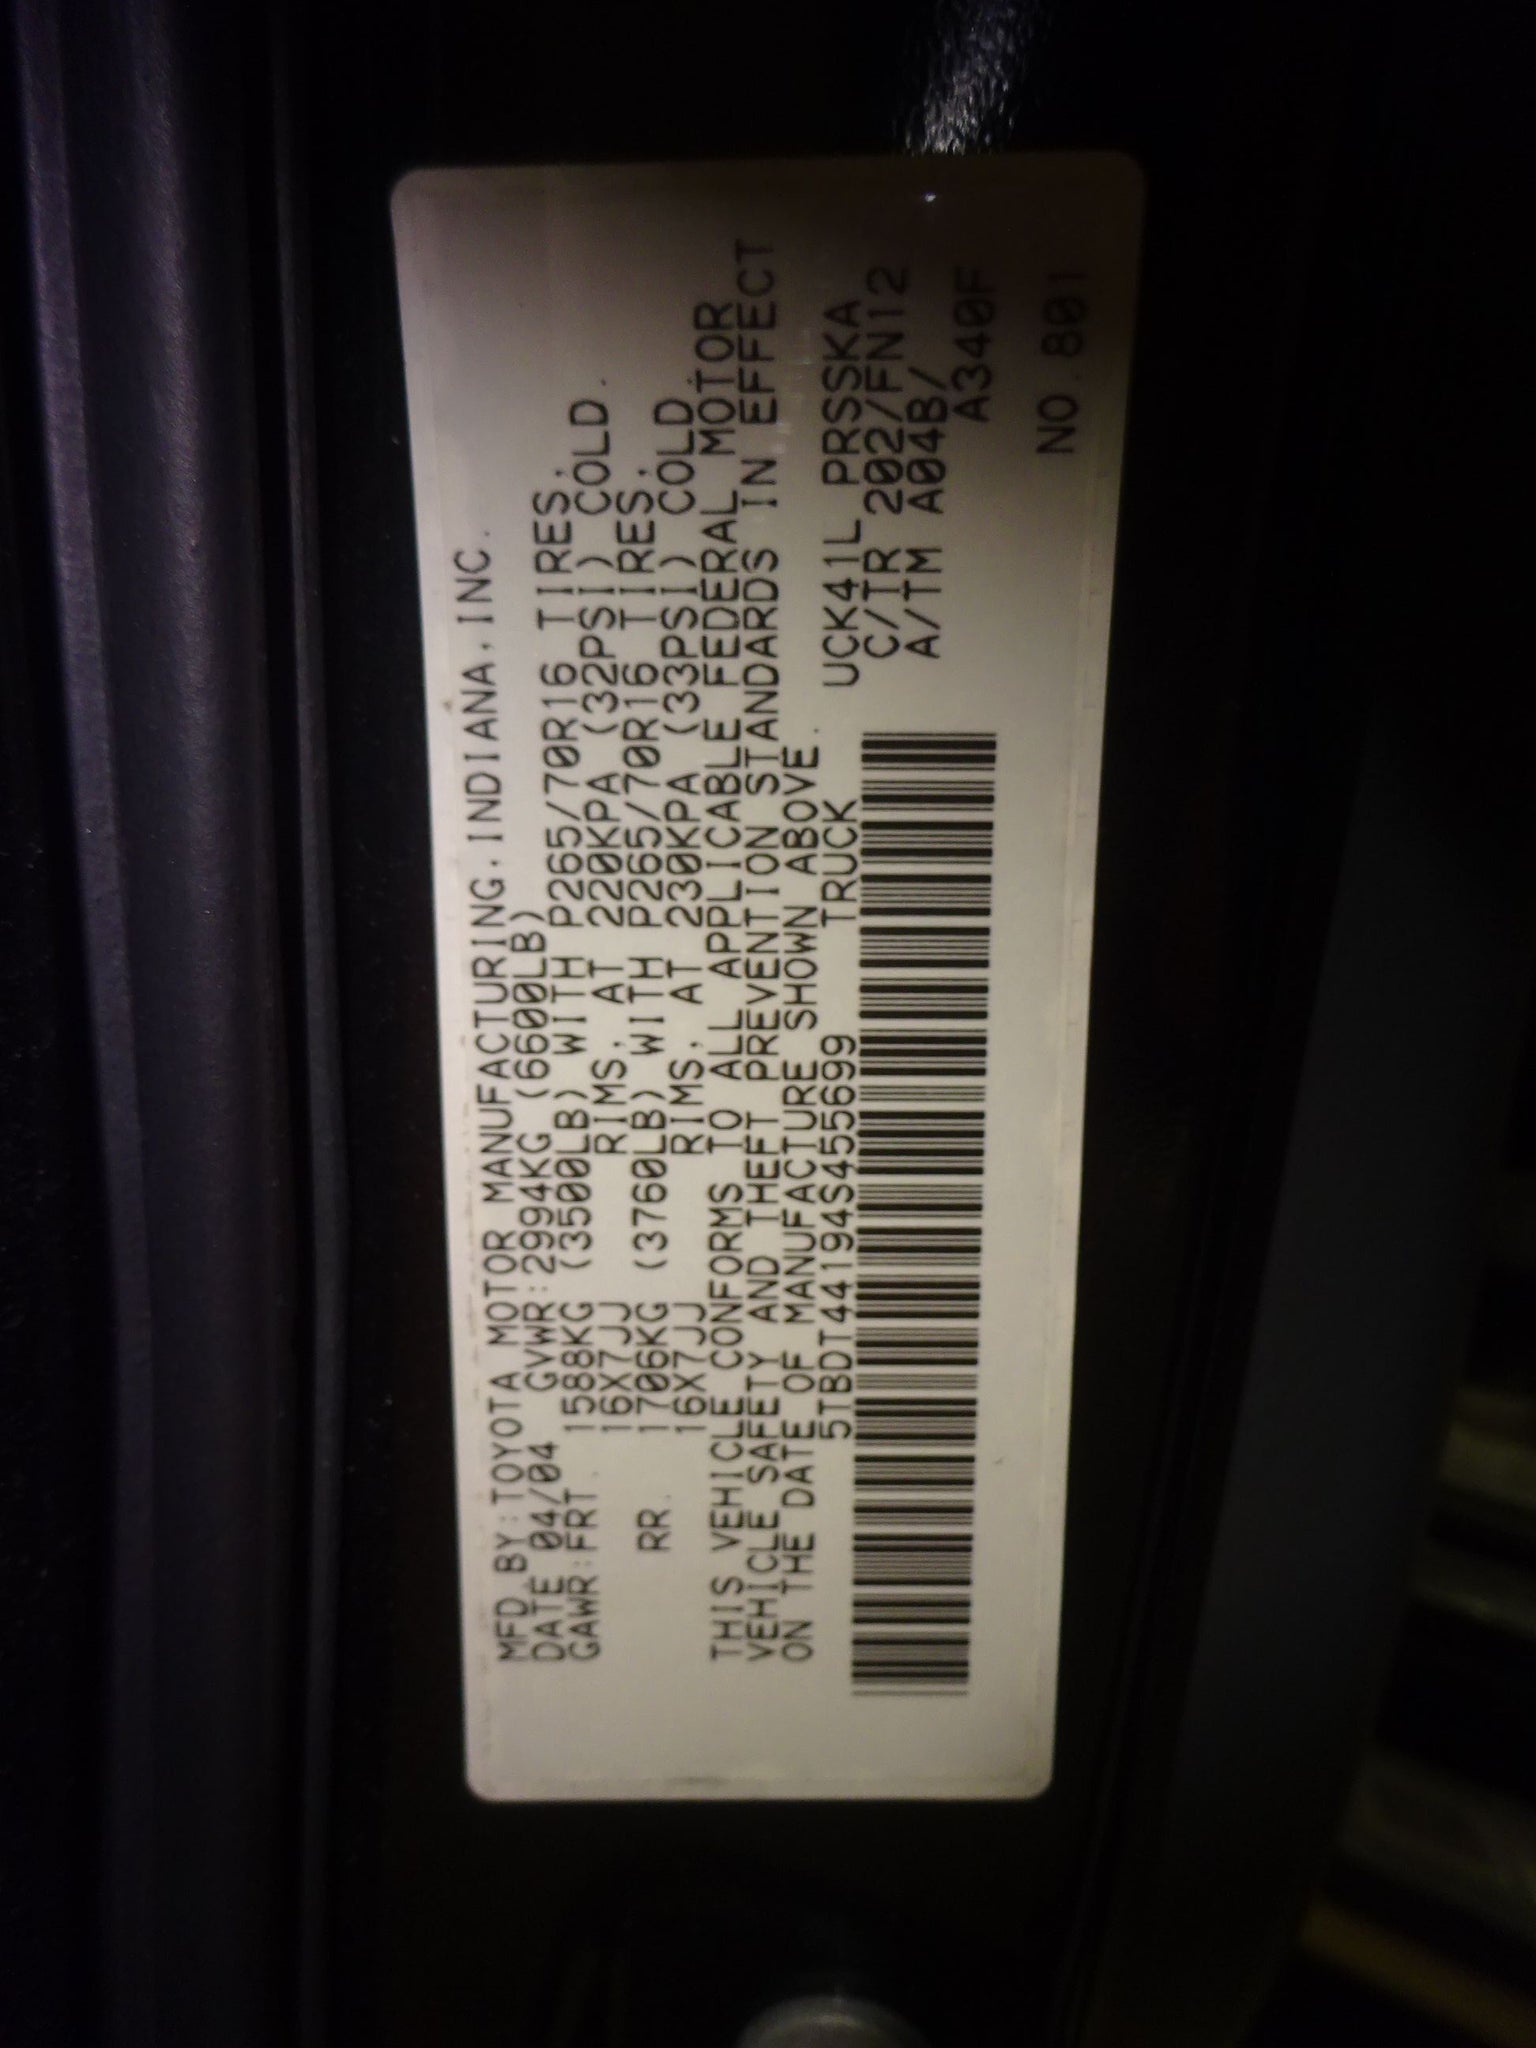 MFD.BY:TOYOTA MOTOR MANUFACTURING,INDIANA,INC.
DATE 04/04 GVWR:2994KG (6600LB)
GAWR:FRT. 1588KG (3500LB) WITH P265/70R16 TIRES,
16X7JJ RIMS, AT 220KPA (32PSI) COLD.
RR. 1706KG (3760LB) WITH P265/70R16 TIRES,
16X7JJ RIMS, AT 230KPA (33PSI) COLD
THIS VEHICLE CONFORMS TO ALL APPLICABLE FEDERAL MOTOR
VEHICLE SAFETY AND THEFT PREVENTION STANDARDS IN EFFECT
ON THE DATE OF MANUFACTURE SHOWN ABOVE.
5TBDT44194S455699 TRUCK
UCK41L PRSSKA
C/TR 202/FN12
A/TM A04B/
A340F
NO.801